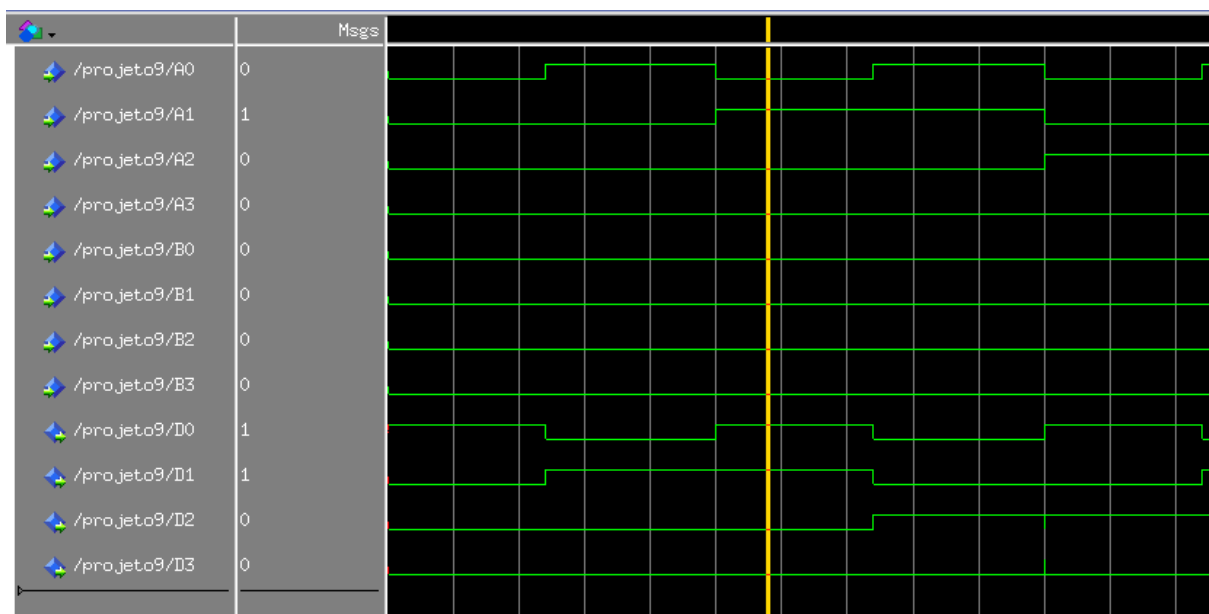 Msgs
/projeto9/A0 0
/projeto9/A1 1
/projeto9/A2 0
/projeto9/A3 0
/projeto9/B0 0
/projeto9/B1 0
/projeto9/B2 0
/projeto9/B3 0
/projeto9/D0 1
/projeto9/D1 1
/projeto9/D2 0
/projeto9/D3 0